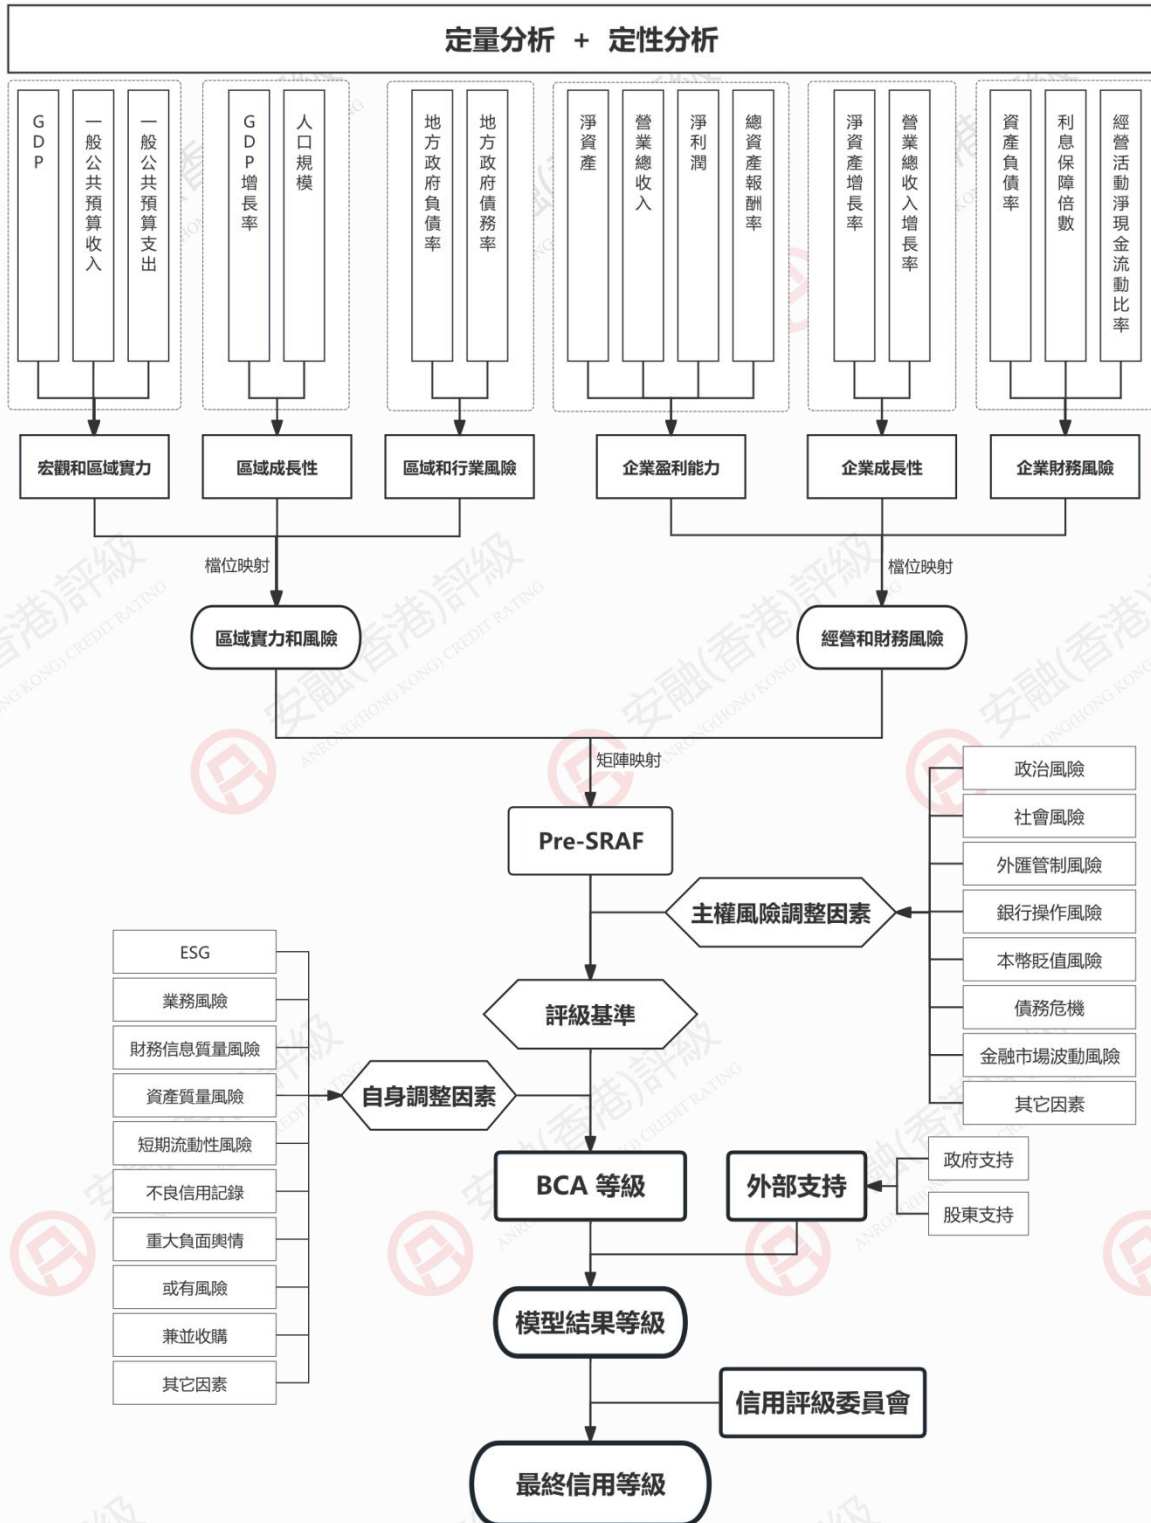 定量分析 + 定性分析
GDP
一般公共預算收入
一般公共預算支出
GDP增長率
人口規模
地方政府負債率
地方政府債務率
淨資產
營業總收入
淨利潤
總資產報酬率
淨資產增長率
營業總收入增長率
資產負債率
利息保障倍數
經營活動淨現金流動比率
宏觀和區域實力
區域成長性
區域和行業風險
企業盈利能力
企業成長性
企業財務風險
檔位映射
檔位映射
區域實力和風險
經營和財務風險
矩陣映射
Pre-SRAF
主權風險調整因素
政治風險
社會風險
外匯管制風險
銀行操作風險
本幣貶值風險
債務危機
金融市場波動風險
其它因素
評級基準
ESG
業務風險
財務信息質量風險
資產質量風險
短期流動性風險
不良信用記錄
重大負面輿情
或有風險
兼並收購
其它因素
自身調整因素
BCA 等級
外部支持
政府支持
股東支持
模型結果等級
信用評級委員會
最終信用等級
安融(香港)評級
ANRONG(HONG KONG) CREDIT RATING